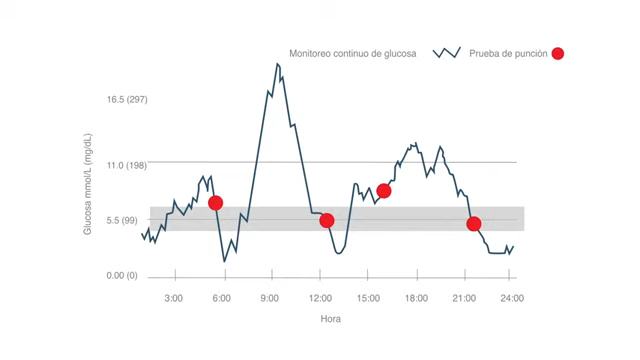 Monitoreo continuo de glucosa
Prueba de punción
Glucosa mmol/L (mg/dL)
16.5 (297)
11.0 (198)
5.5 (99)
0.00 (0)
3:00 6:00 9:00 12:00 15:00 18:00 21:00 24:00
Hora